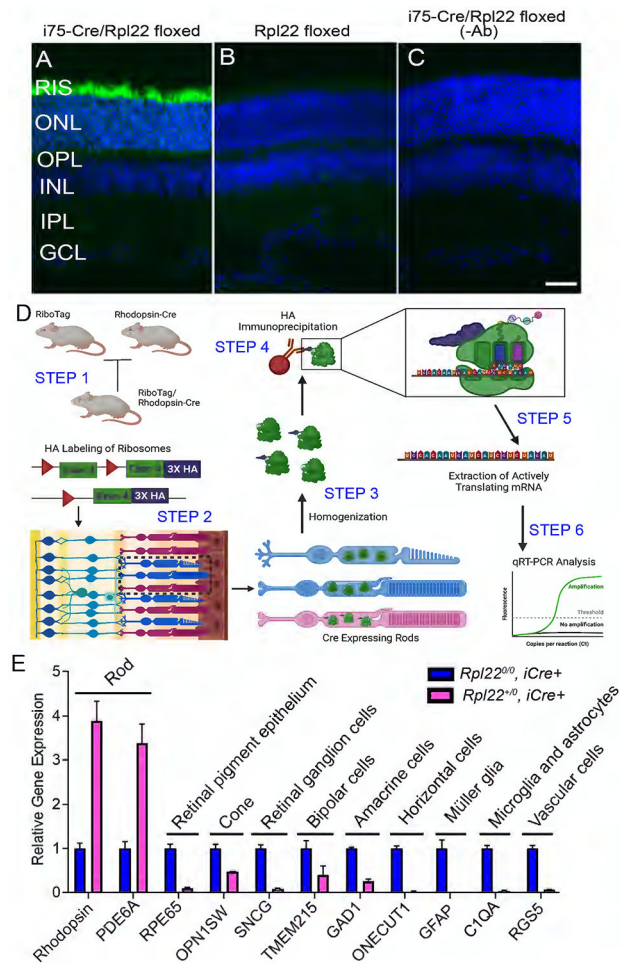 i75-Cre/Rpl22 floxed
Rpl22 floxed
i75-Cre/Rpl22 floxed
(-Ab)
A
B
C
RIS
ONL
OPL
INL
IPL
GCL
D
RiboTag
Rhodopsin-Cre
STEP 1
RiboTag/
Rhodopsin-Cre
HA Labeling of Ribosomes
3X HA
3X HA
STEP 2
HA
Immunoprecipitation
STEP 4
STEP 3
Homogenization
Cre Expressing Rods
STEP 5
Extraction of Actively
Translating mRNA
STEP 6
qRT-PCR Analysis
Fluorescence
Amplification
Threshold
No amplification
Copies per reaction (Ct)
E
Relative Gene Expression
5
4
3
2
1
0
Rpl22^0/0, iCre+
Rpl22^+/0, iCre+
Rod
Retinal pigment epithelium
Cone
Retinal ganglion cells
Bipolar cells
Amacrine cells
Horizontal cells
Müller glia
Microglia and astrocytes
Vascular cells
Rhodopsin
PDE6A
RPE65
OPN1SW
SNCG
TMEM215
GAD1
ONECUT1
GFAP
C1QA
RGS5